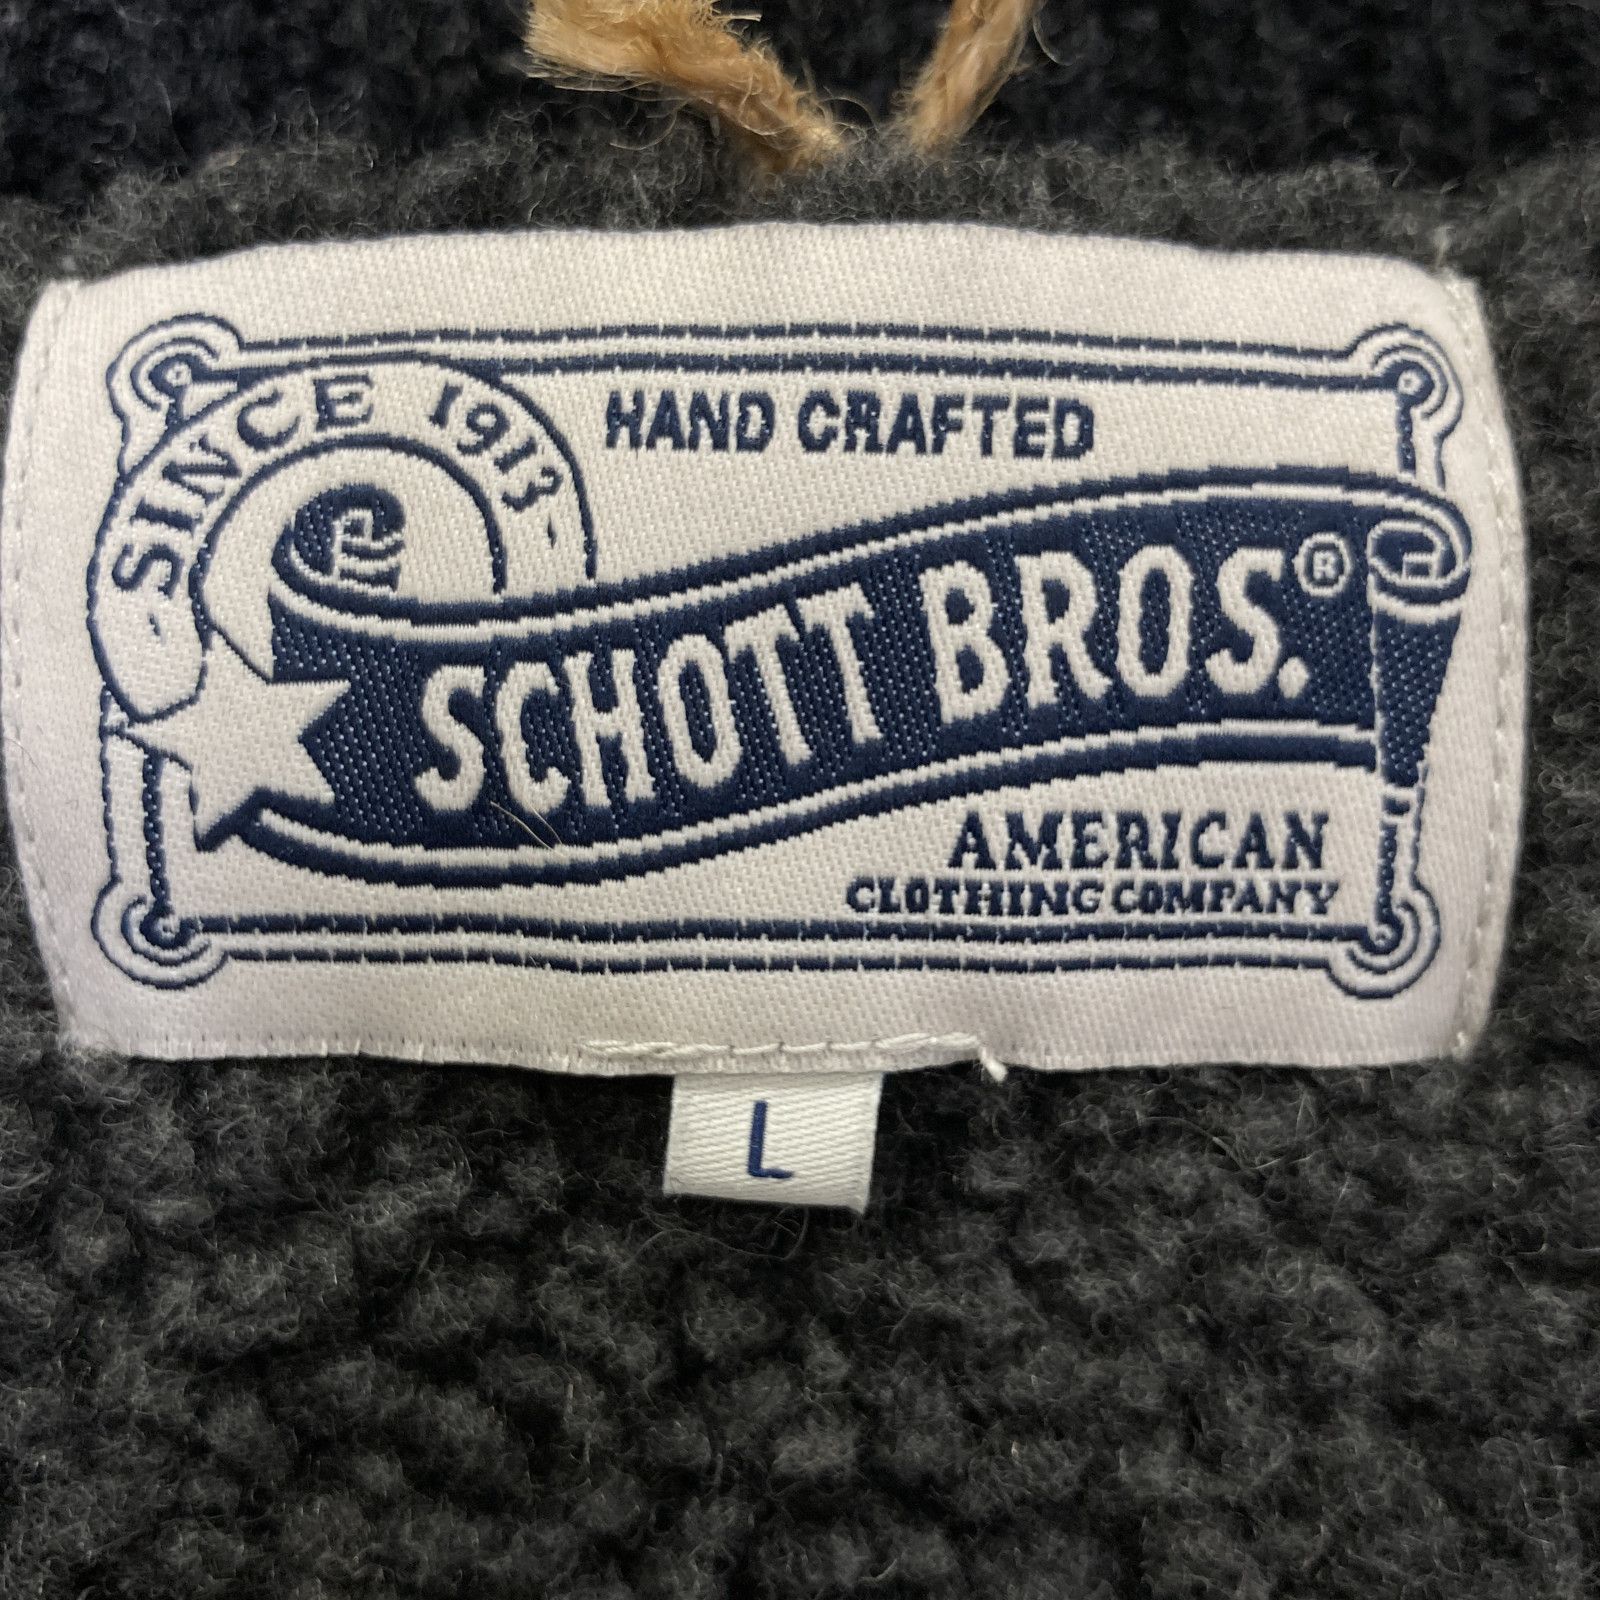 SINCE 1913
HAND CRAFTED
SCHOTT BROS.®
AMERICAN
CLOTHING COMPANY
L